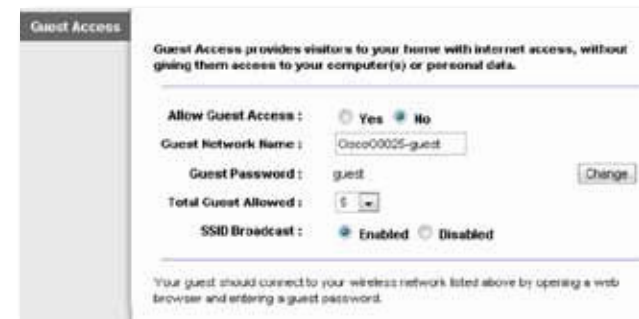 Guest Access
Guest Access provides visitors to your home with internet access, without
giving them access to your computer(s) or personal data.
Allow Guest Access : Yes No
Guest Network Name : Cisco00025-guest
Guest Password : guest Change
Total Guest Allowed : 5
SSID Broadcast : Enabled Disabled
Your guest should connect to your wireless network listed above by opening a web
browser and entering a guest password.